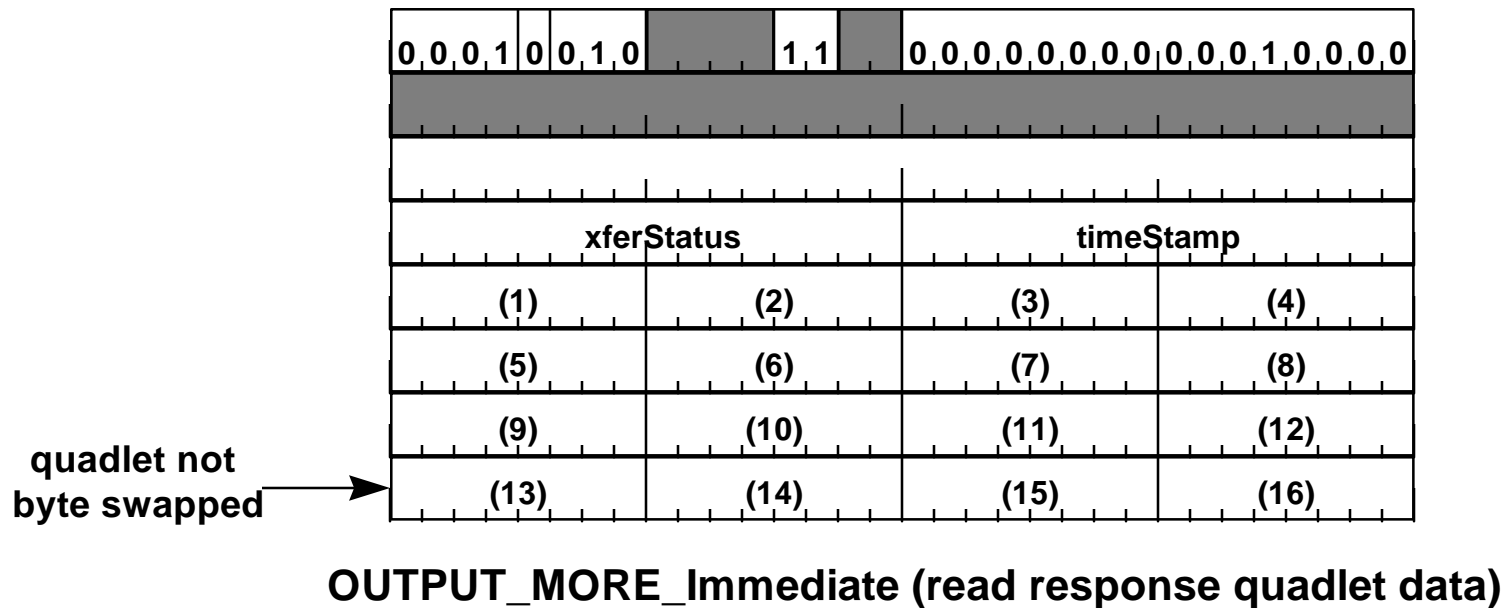 0 0 0 1 0 0 1 0 1 1 0 0 0 0 0 0 0 0 0 0 0 1 0 0 0 0
xferStatus timeStamp
(1) (2) (3) (4)
(5) (6) (7) (8)
(9) (10) (11) (12)
quadlet not
byte swapped
(13) (14) (15) (16)
OUTPUT_MORE_Immediate (read response quadlet data)